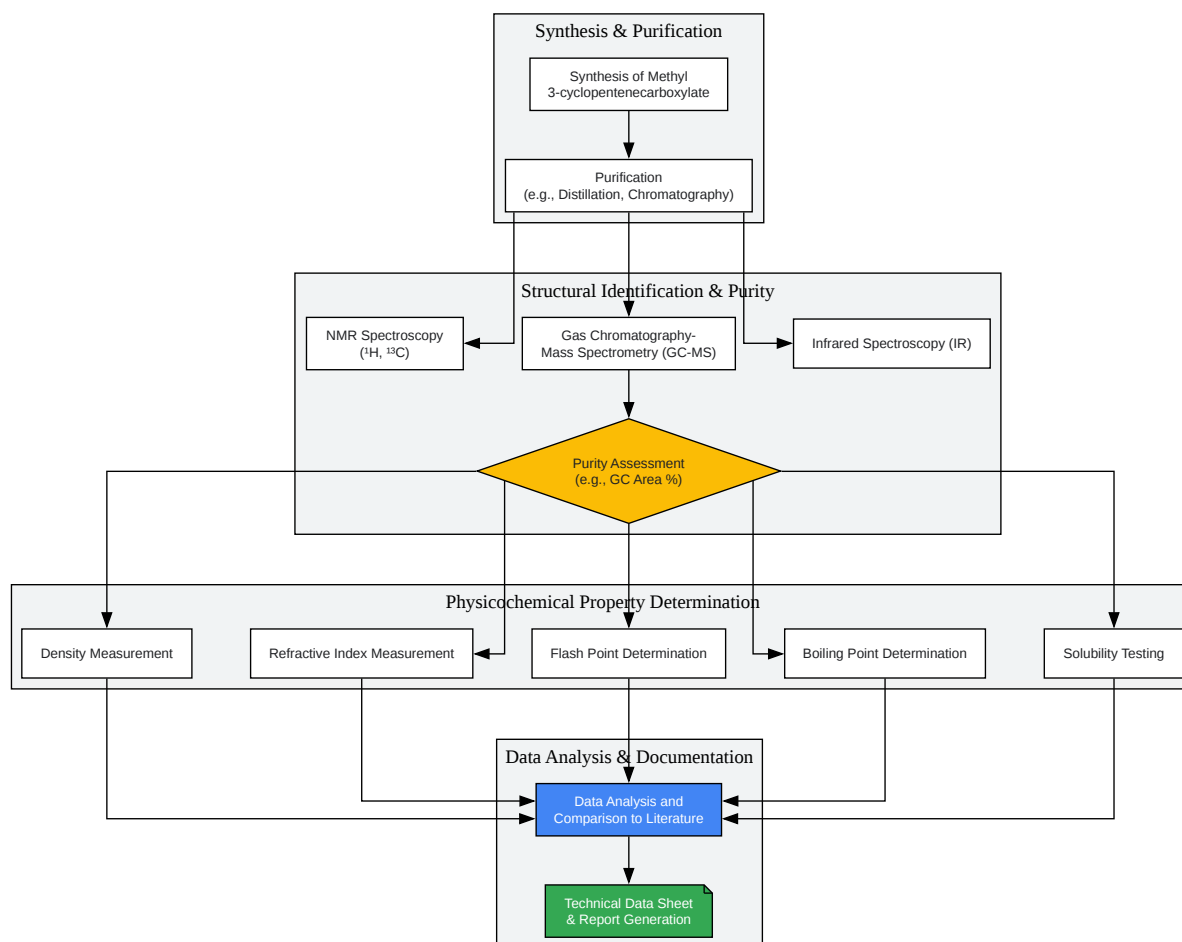 Synthesis & Purification
Synthesis of Methyl
3-cyclopentenecarboxylate
Purification
(e.g., Distillation, Chromatography)
Structural Identification & Purity
NMR Spectroscopy
(¹H, ¹³C)
Gas Chromatography-
Mass Spectrometry (GC-MS)
Infrared Spectroscopy (IR)
Purity Assessment
(e.g., GC Area %)
Physicochemical Property Determination
Density Measurement
Refractive Index Measurement
Flash Point Determination
Boiling Point Determination
Solubility Testing
Data Analysis & Documentation
Data Analysis and
Comparison to Literature
Technical Data Sheet
& Report Generation